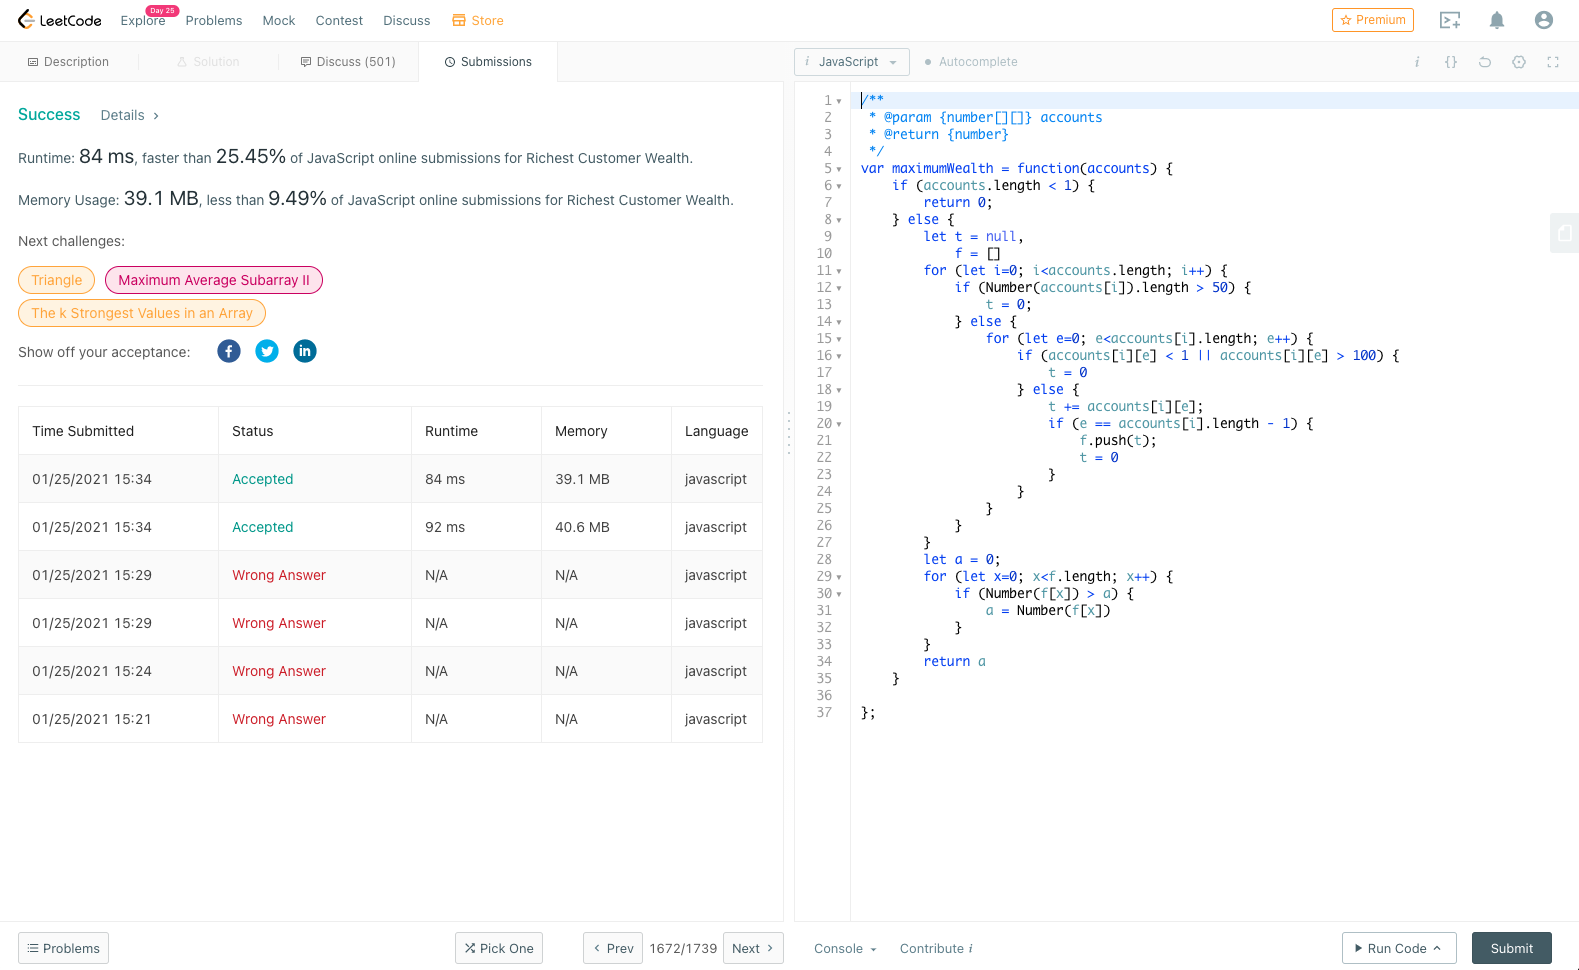 LeetCode Explore Day 25 Problems Mock Contest Discuss Store Premium
Description Solution Discuss (501) Submissions
i JavaScript Autocomplete i {}
Success Details >
Runtime: 84 ms, faster than 25.45% of JavaScript online submissions for Richest Customer Wealth.
Memory Usage: 39.1 MB, less than 9.49% of JavaScript online submissions for Richest Customer Wealth.
Next challenges:
Triangle Maximum Average Subarray II
The k Strongest Values in an Array
Show off your acceptance: f in
Time Submitted Status Runtime Memory Language
01/25/2021 15:34 Accepted 84 ms 39.1 MB javascript
01/25/2021 15:34 Accepted 92 ms 40.6 MB javascript
01/25/2021 15:29 Wrong Answer N/A N/A javascript
01/25/2021 15:29 Wrong Answer N/A N/A javascript
01/25/2021 15:24 Wrong Answer N/A N/A javascript
01/25/2021 15:21 Wrong Answer N/A N/A javascript
1 /**
2  * @param {number[][]} accounts
3  * @return {number}
4  */
5 var maximumWealth = function(accounts) {
6     if (accounts.length < 1) {
7         return 0;
8     } else {
9         let t = null,
10             f = []
11         for (let i=0; i<accounts.length; i++) {
12             if (Number(accounts[i]).length > 50) {
13                 t = 0;
14             } else {
15                 for (let e=0; e<accounts[i].length; e++) {
16                     if (accounts[i][e] < 1 || accounts[i][e] > 100) {
17                         t = 0
18                     } else {
19                         t += accounts[i][e];
20                         if (e == accounts[i].length - 1) {
21                             f.push(t);
22                             t = 0
23                         }
24                     }
25                 }
26             }
27         }
28         let a = 0;
29         for (let x=0; x<f.length; x++) {
30             if (Number(f[x]) > a) {
31                 a = Number(f[x])
32             }
33         }
34         return a
35     }
36
37 };
Problems Pick One < Prev 1672/1739 Next > Console Contribute i Run Code Submit